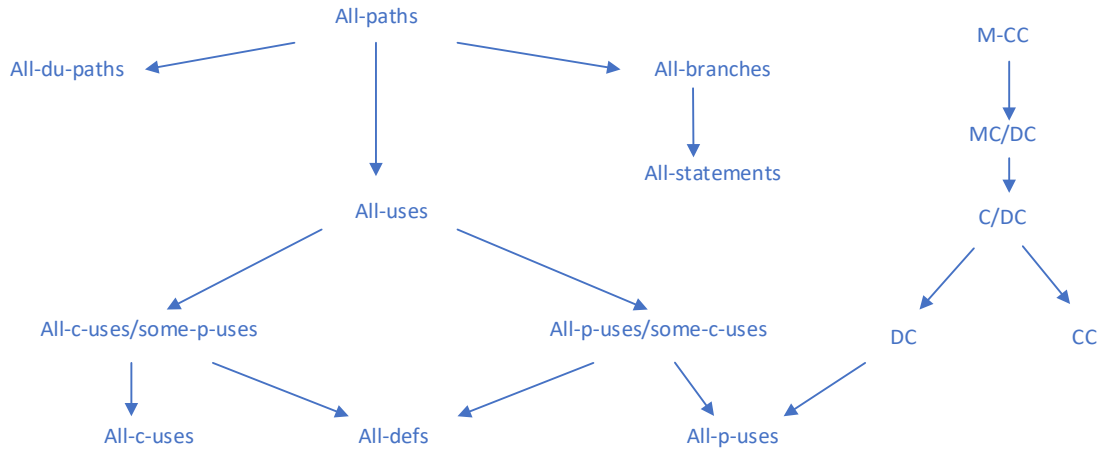 All-paths
M-CC
All-du-paths
All-branches
MC/DC
All-statements
All-uses
C/DC
All-c-uses/some-p-uses
All-p-uses/some-c-uses
DC
CC
All-c-uses
All-defs
All-p-uses